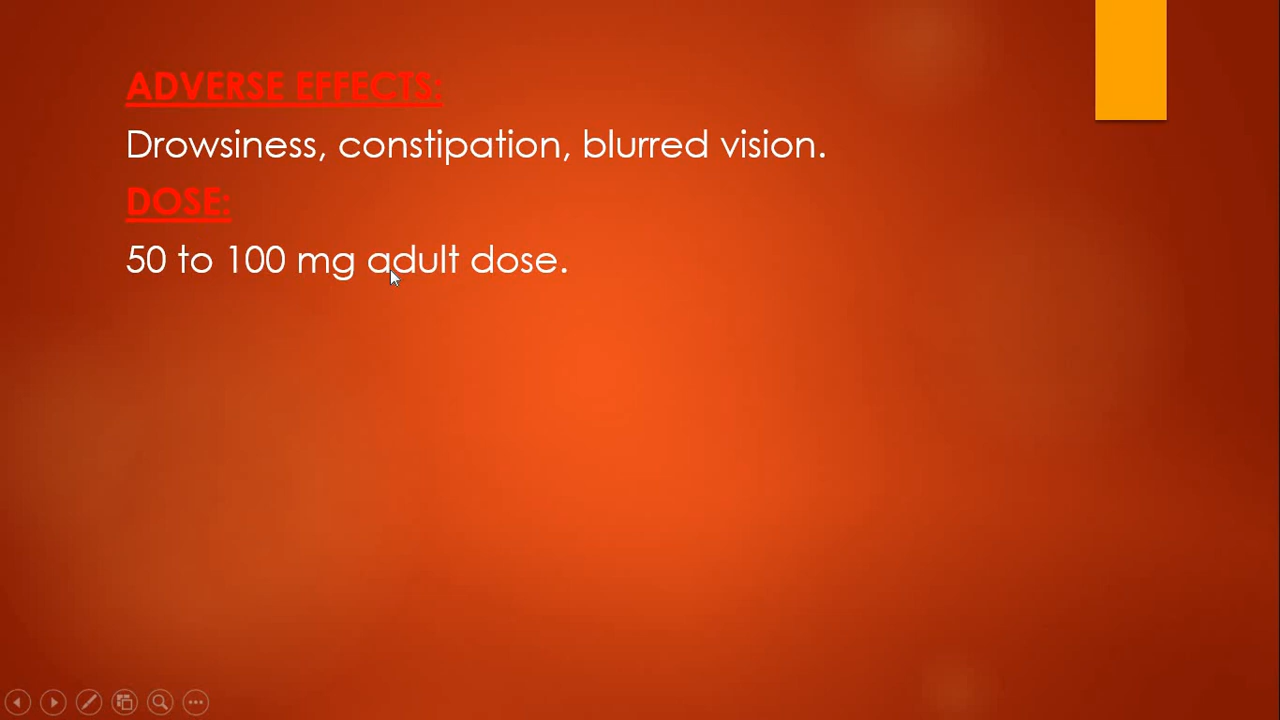 ADVERSE EFFECTS:
Drowsiness, constipation, blurred vision.
DOSE:
50 to 100 mg adult dose.